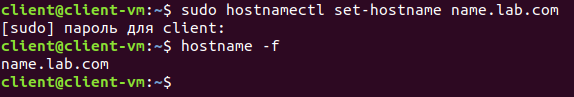 client@client-vm:~$ sudo hostnamectl set-hostname name.lab.com
[sudo] пароль для client:
client@client-vm:~$ hostname -f
name.lab.com
client@client-vm:~$